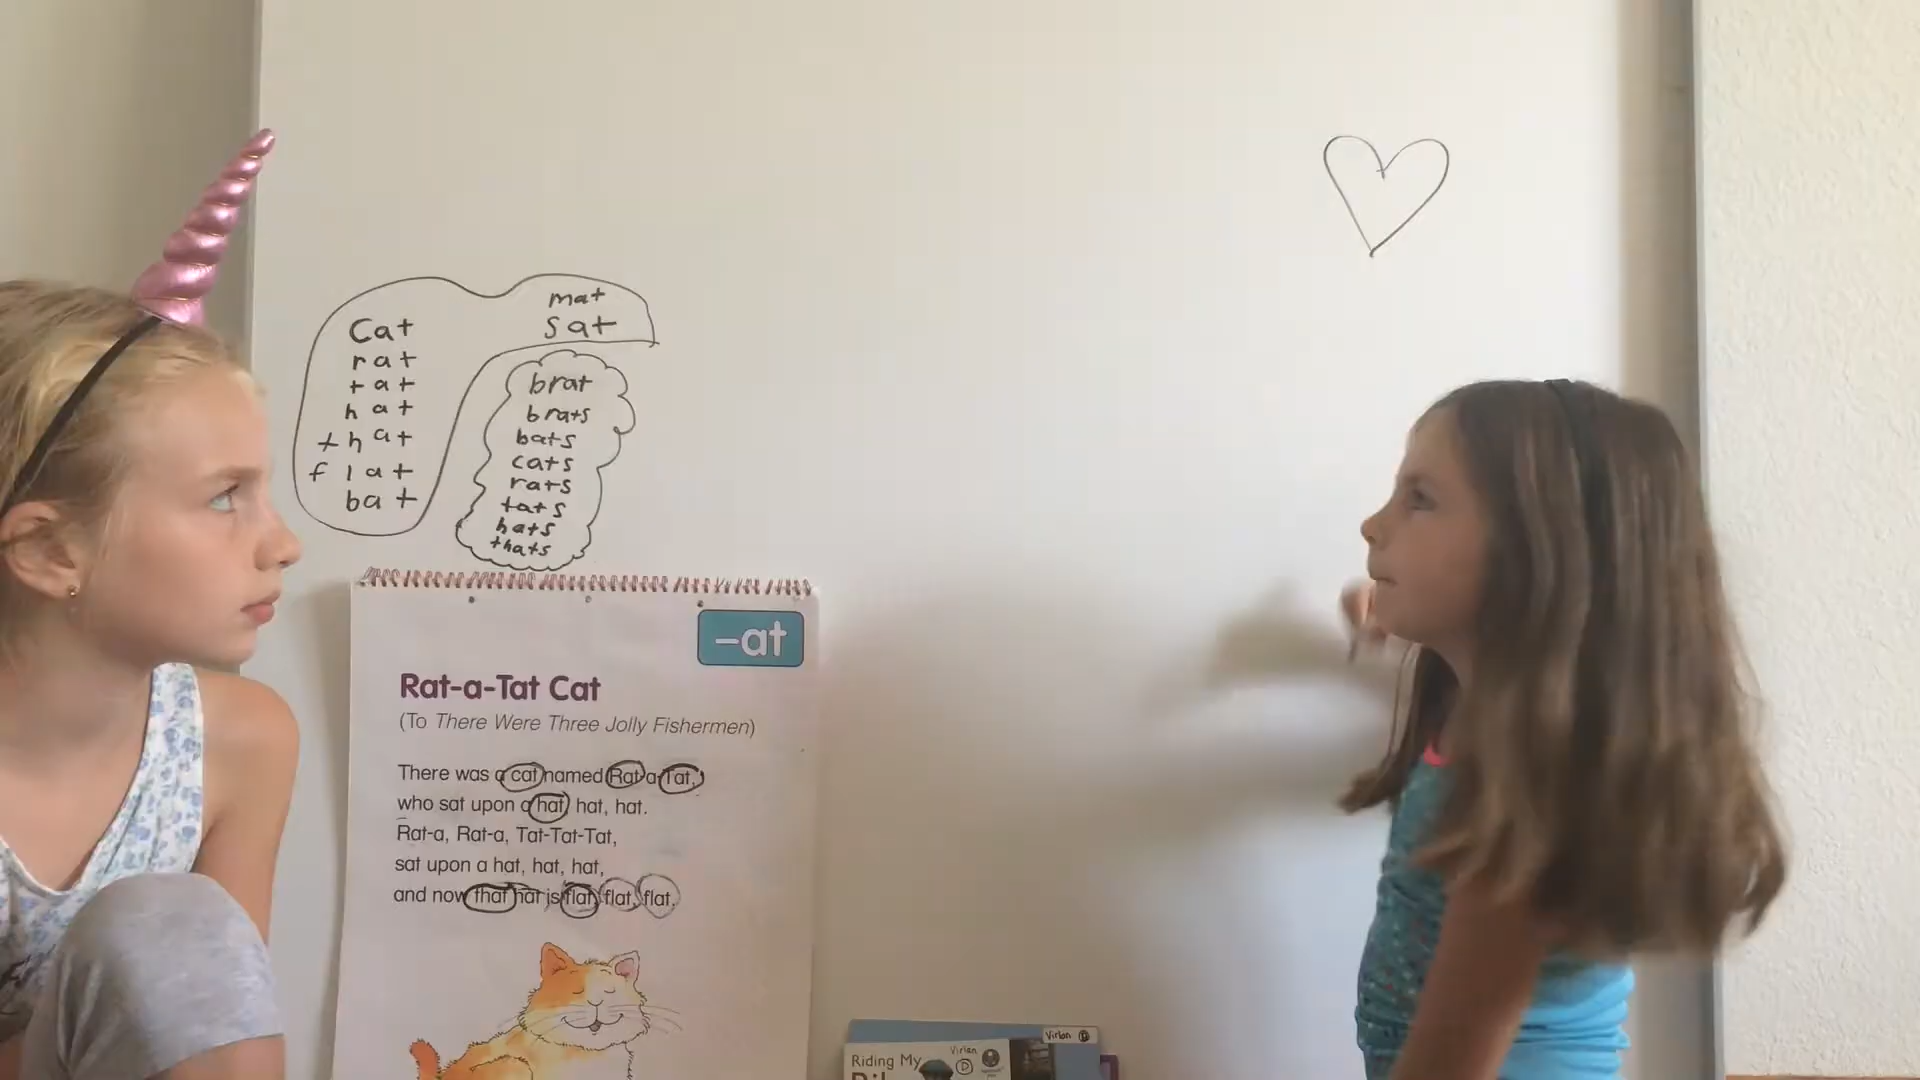 Cat
rat
tat
hat
that
flat
bat
mat
sat
brat
brats
bats
cats
rats
tats
hats
thats
–at
Rat-a-Tat Cat
(To There Were Three Jolly Fishermen)
There was a cat named Rat-a-Tat,
who sat upon a hat, hat, hat.
Rat-a, Rat-a, Tat-Tat-Tat,
sat upon a hat, hat, hat,
and now that hat is flat, flat, flat.
Virlan D
Riding My
Virlan
D